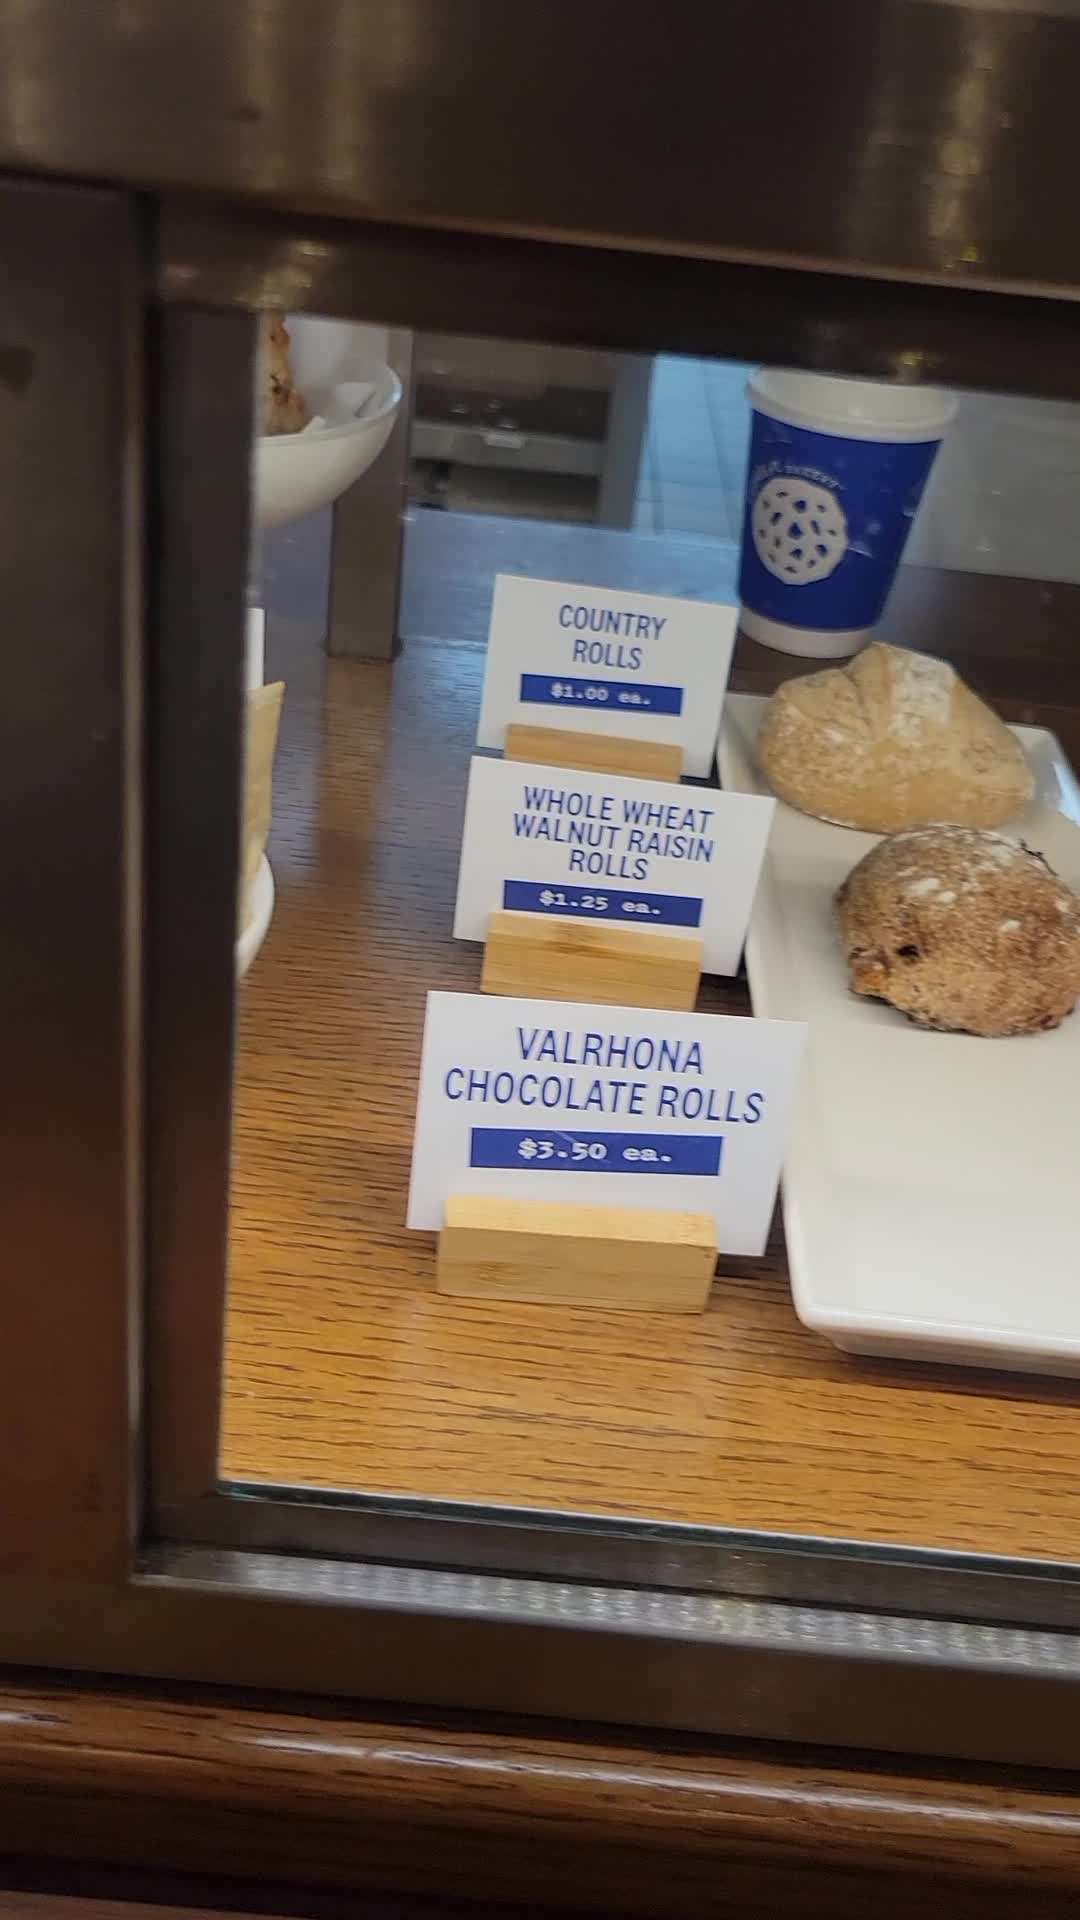 COUNTRY
ROLLS
$1.00 ea.
WHOLE WHEAT
WALNUT RAISIN
ROLLS
$1.25 ea.
VALRHONA
CHOCOLATE ROLLS
$3.50 ea.